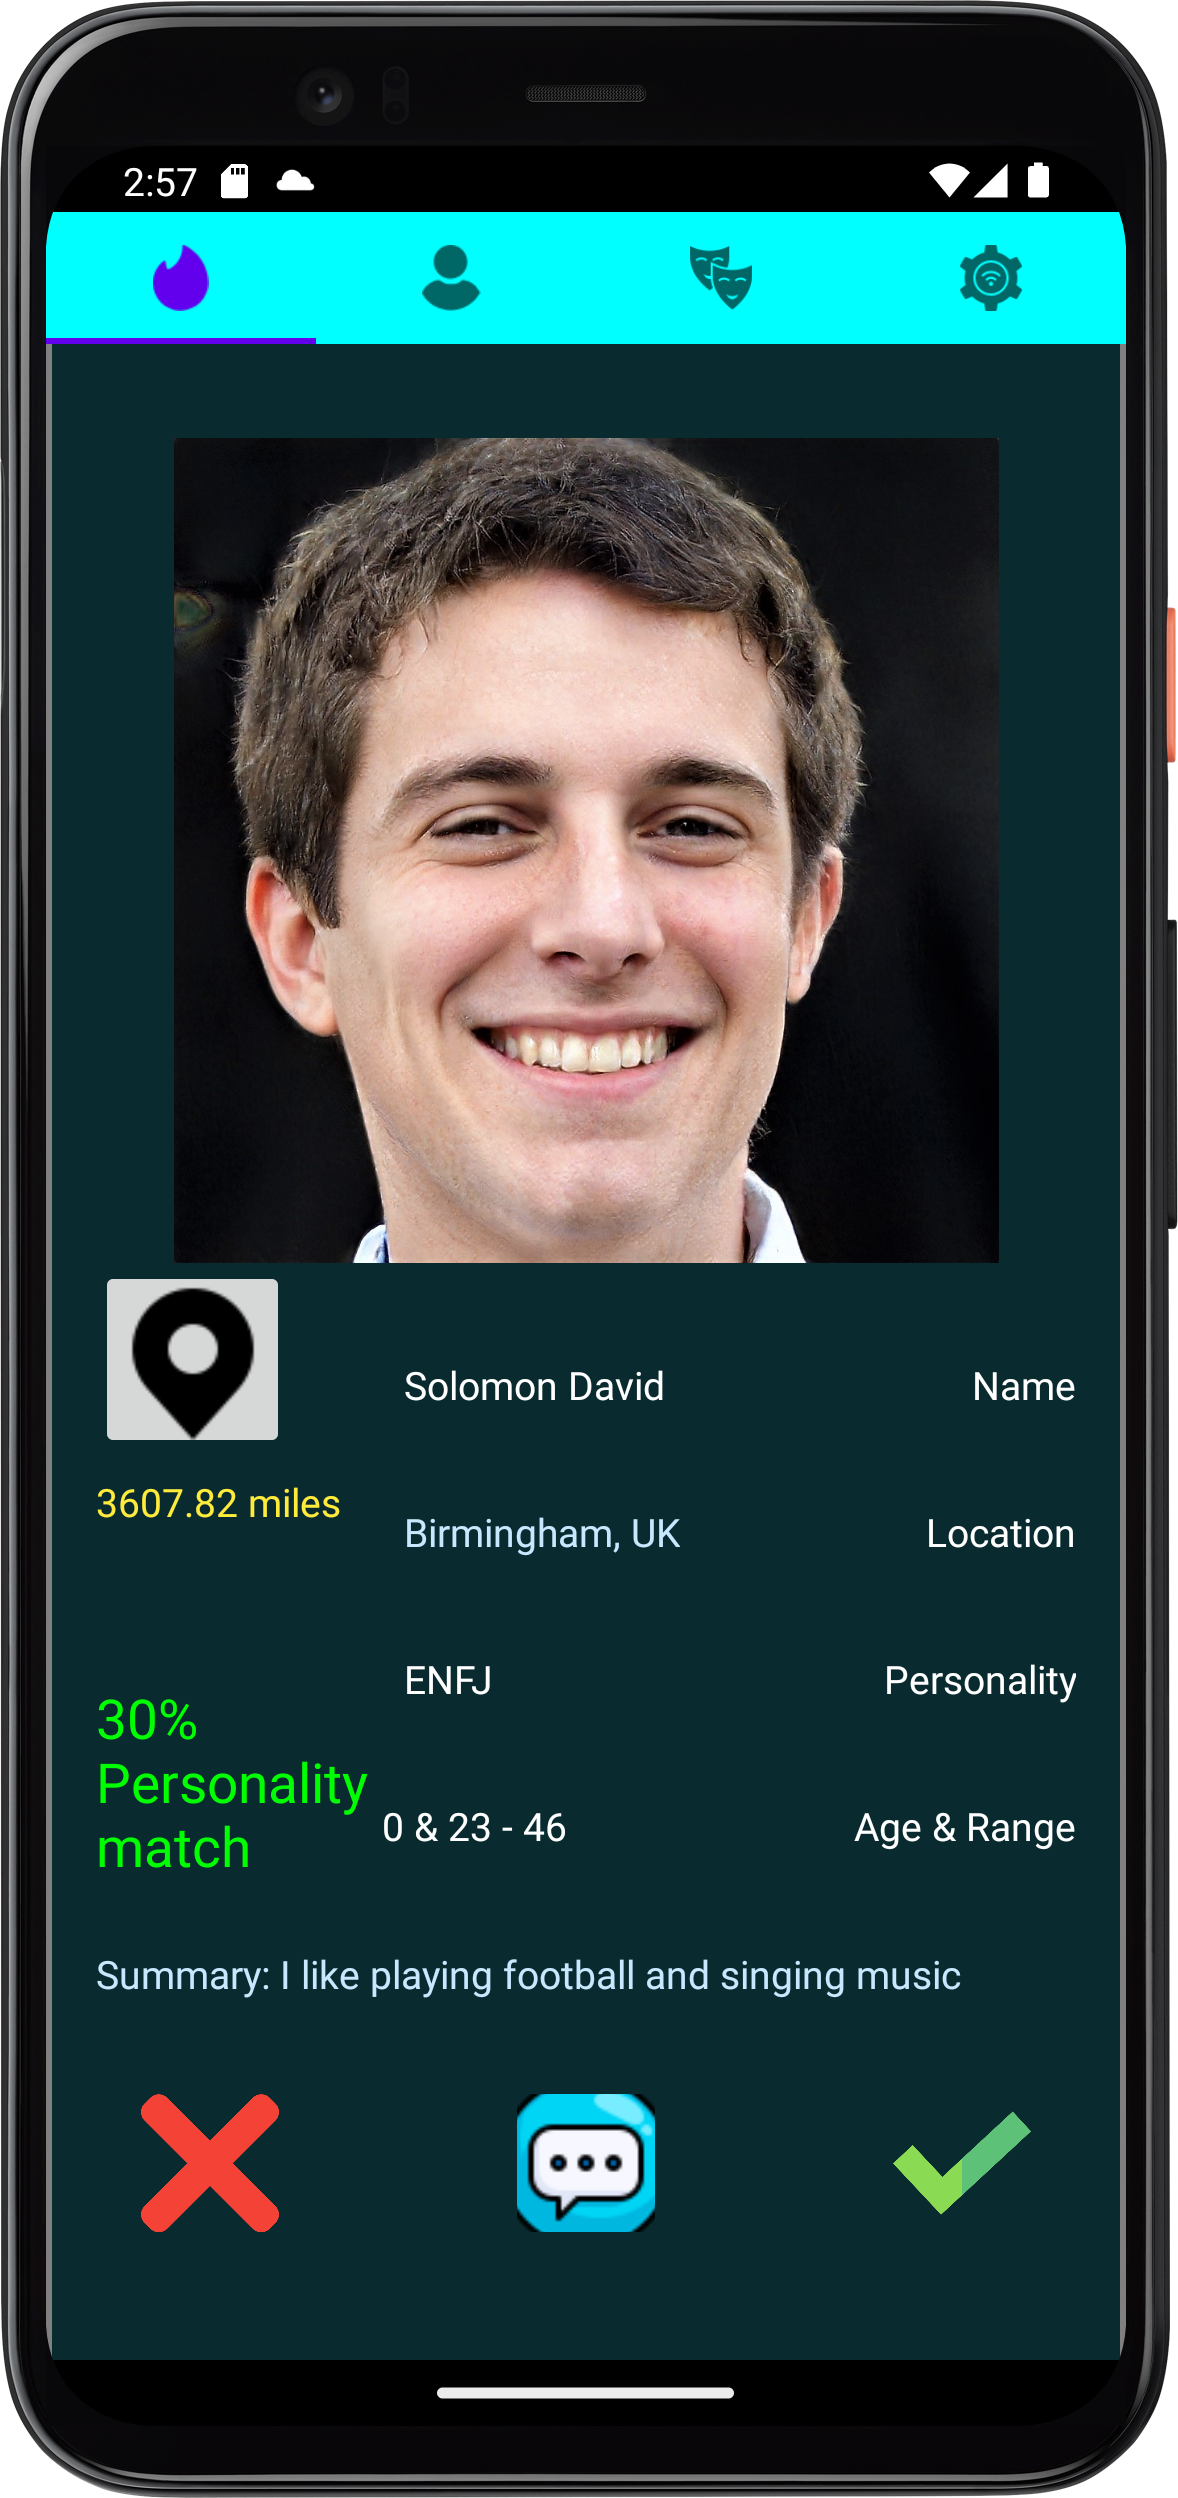 2:57
Solomon David
Name
3607.82 miles
Birmingham, UK
Location
ENFJ
Personality
30%
Personality
match
0 & 23 - 46
Age & Range
Summary: I like playing football and singing music